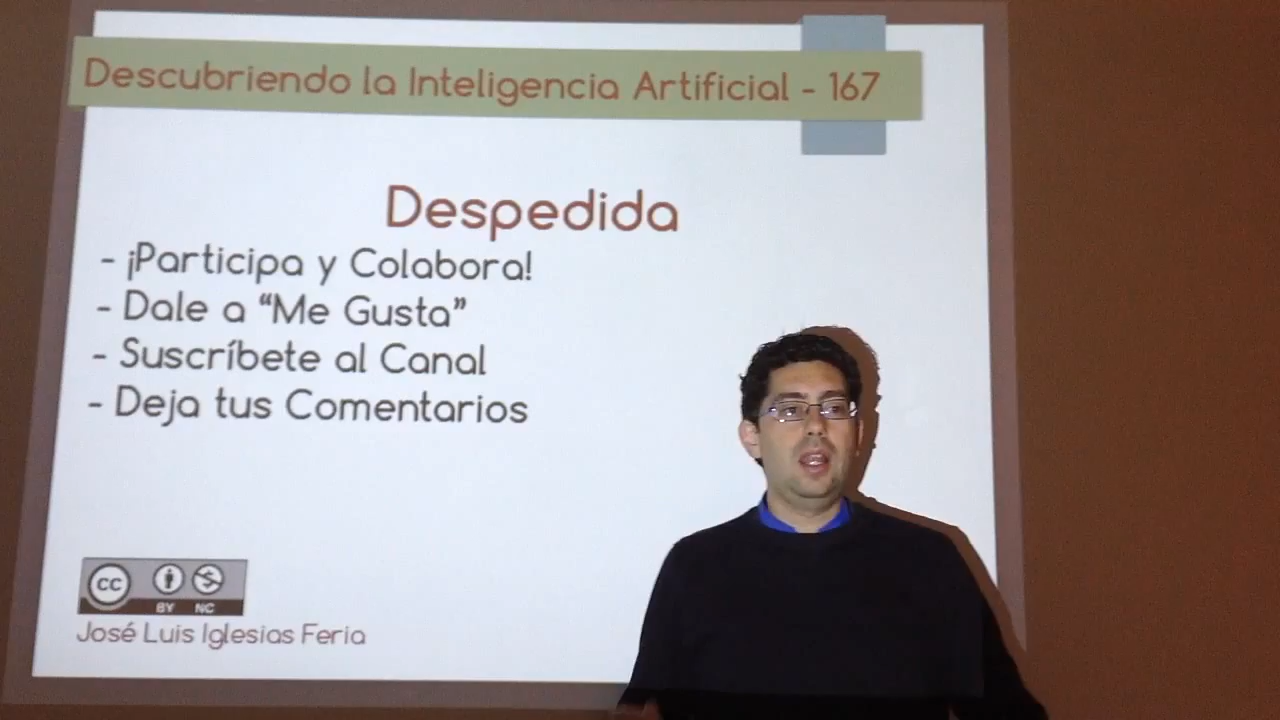 Descubriendo la Inteligencia Artificial - 167
Despedida
- ¡Participa y Colabora!
- Dale a “Me Gusta”
- Suscríbete al Canal
- Deja tus Comentarios
cc BY NC
José Luis Iglesias Feria